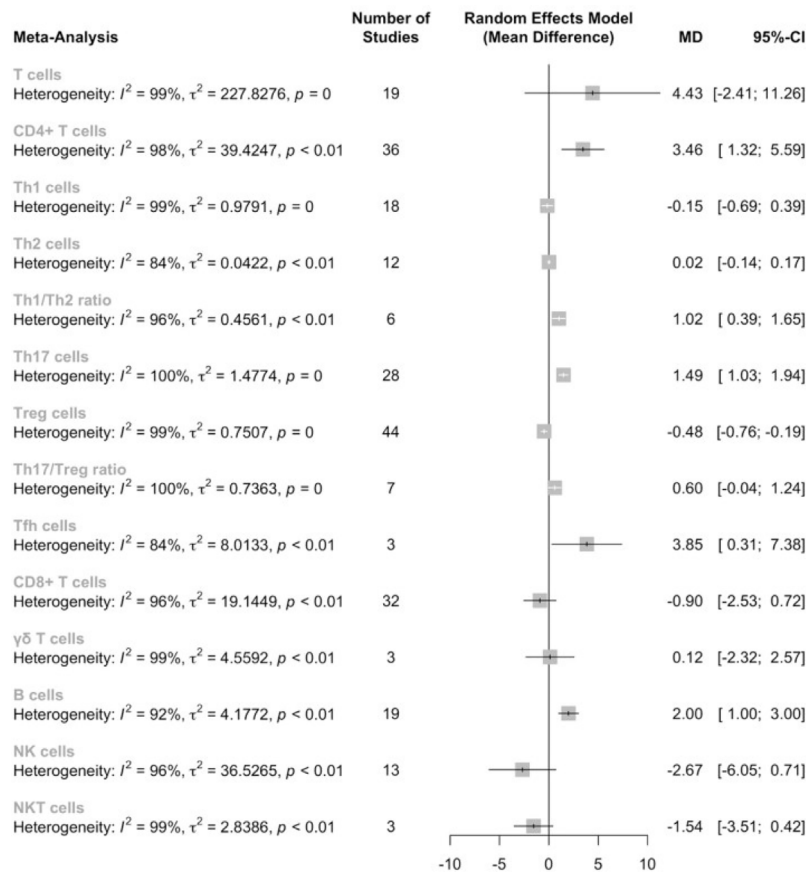 Meta-Analysis Number of Studies Random Effects Model (Mean Difference) MD 95%-CI
T cells
Heterogeneity: I² = 99%, τ² = 227.8276, p = 0 19 4.43 [-2.41; 11.26]
CD4+ T cells
Heterogeneity: I² = 98%, τ² = 39.4247, p < 0.01 36 3.46 [ 1.32; 5.59]
Th1 cells
Heterogeneity: I² = 99%, τ² = 0.9791, p = 0 18 -0.15 [-0.69; 0.39]
Th2 cells
Heterogeneity: I² = 84%, τ² = 0.0422, p < 0.01 12 0.02 [-0.14; 0.17]
Th1/Th2 ratio
Heterogeneity: I² = 96%, τ² = 0.4561, p < 0.01 6 1.02 [ 0.39; 1.65]
Th17 cells
Heterogeneity: I² = 100%, τ² = 1.4774, p = 0 28 1.49 [ 1.03; 1.94]
Treg cells
Heterogeneity: I² = 99%, τ² = 0.7507, p = 0 44 -0.48 [-0.76; -0.19]
Th17/Treg ratio
Heterogeneity: I² = 100%, τ² = 0.7363, p = 0 7 0.60 [-0.04; 1.24]
Tfh cells
Heterogeneity: I² = 84%, τ² = 8.0133, p < 0.01 3 3.85 [ 0.31; 7.38]
CD8+ T cells
Heterogeneity: I² = 96%, τ² = 19.1449, p < 0.01 32 -0.90 [-2.53; 0.72]
γδ T cells
Heterogeneity: I² = 99%, τ² = 4.5592, p < 0.01 3 0.12 [-2.32; 2.57]
B cells
Heterogeneity: I² = 92%, τ² = 4.1772, p < 0.01 19 2.00 [ 1.00; 3.00]
NK cells
Heterogeneity: I² = 96%, τ² = 36.5265, p < 0.01 13 -2.67 [-6.05; 0.71]
NKT cells
Heterogeneity: I² = 99%, τ² = 2.8386, p < 0.01 3 -1.54 [-3.51; 0.42]
-10 -5 0 5 10